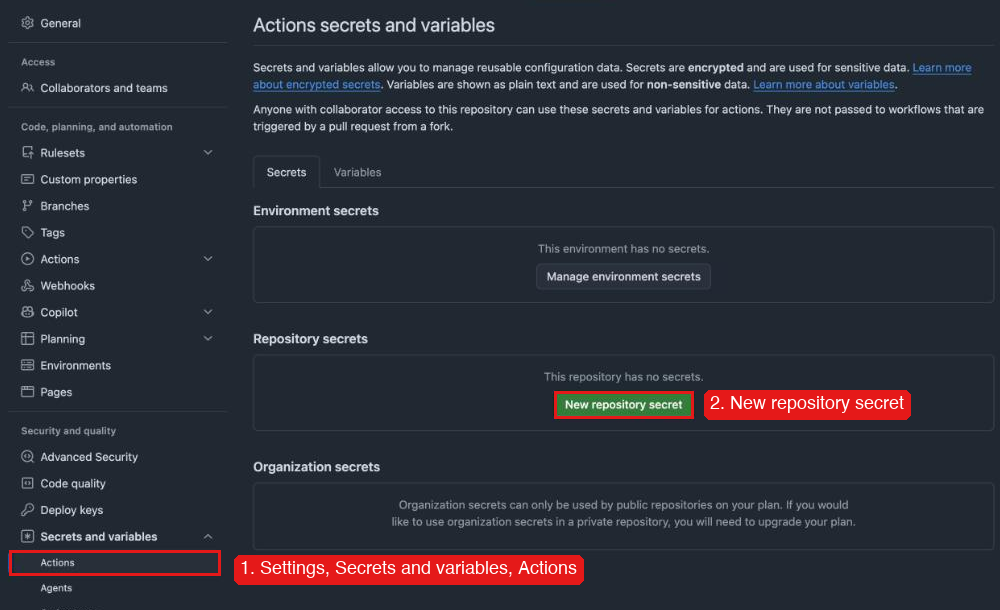 General
Access
Collaborators and teams
Code, planning, and automation
Rulesets
Custom properties
Branches
Tags
Actions
Webhooks
Copilot
Planning
Environments
Pages
Security and quality
Advanced Security
Code quality
Deploy keys
Secrets and variables
Actions
Agents
1. Settings, Secrets and variables, Actions
Actions secrets and variables
Secrets and variables allow you to manage reusable configuration data. Secrets are encrypted and are used for sensitive data. Learn more
about encrypted secrets. Variables are shown as plain text and are used for non-sensitive data. Learn more about variables.
Anyone with collaborator access to this repository can use these secrets and variables for actions. They are not passed to workflows that are
triggered by a pull request from a fork.
Secrets Variables
Environment secrets
This environment has no secrets.
Manage environment secrets
Repository secrets
This repository has no secrets.
New repository secret
2. New repository secret
Organization secrets
Organization secrets can only be used by public repositories on your plan. If you would
like to use organization secrets in a private repository, you will need to upgrade your plan.